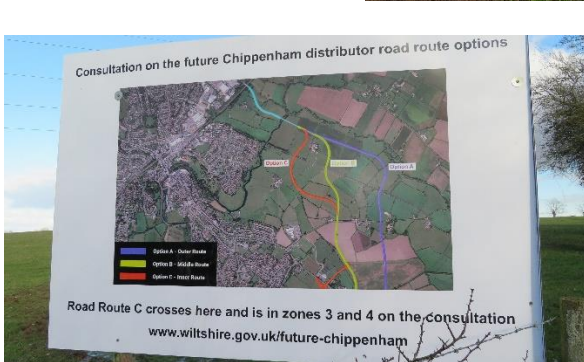 Consultation on the future Chippenham distributor road route options
Option C
Option B
Option A
Option A - Outer Route
Option B - Middle Route
Option C - Inner Route
Road Route C crosses here and is in zones 3 and 4 on the consultation
www.wiltshire.gov.uk/future-chippenham